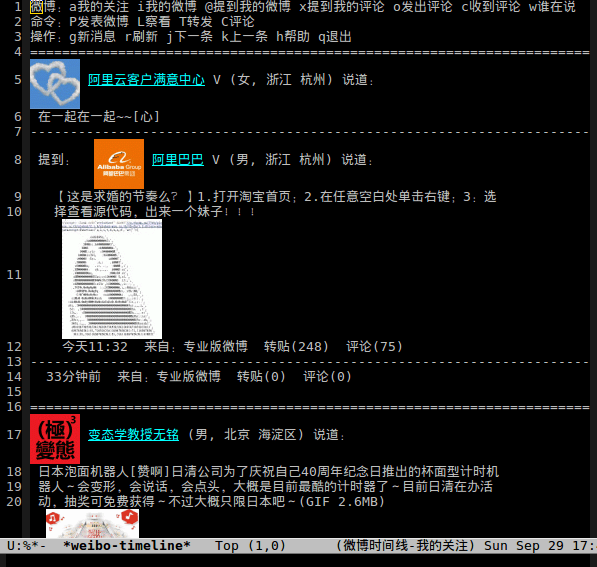 1 微博: a我的关注 i我的微博 @提到我的微博 x提到我的评论 o发出评论 c收到评论 w谁在说
2 命令: P发表微博 L察看 T转发 C评论
3 操作: g新消息 r刷新 j下一条 k上一条 h帮助 q退出
4
5 阿里云客户满意中心 V (女, 浙江 杭州) 说道:
6 在一起在一起~~[心]
7
8 提到: Alibaba Group 阿里巴巴集团 阿里巴巴 V (男, 浙江 杭州) 说道:
9 【这是求婚的节奏么？】1.打开淘宝首页；2.在任意空白处单击右键；3：选
10 择查看源代码，出来一个妹子！！！
11
12 今天11:32 来自: 专业版微博 转贴(248) 评论(75)
13
14 33分钟前 来自: 专业版微博 转贴(0) 评论(0)
15
16
(極)3
變態
17 变态学教授无铭 (男, 北京 海淀区) 说道:
18 日本泡面机器人[赞啊]日清公司为了庆祝自己40周年纪念日推出的杯面型计时机
19 器人～会变形，会说话，会点头，大概是目前最酷的计时器了～目前日清在办活
20 动，抽奖可免费获得～不过大概只限日本吧～(GIF 2.6MB)
U:%*- *weibo-timeline* Top (1,0) (微博时间线-我的关注) Sun Sep 29 17: